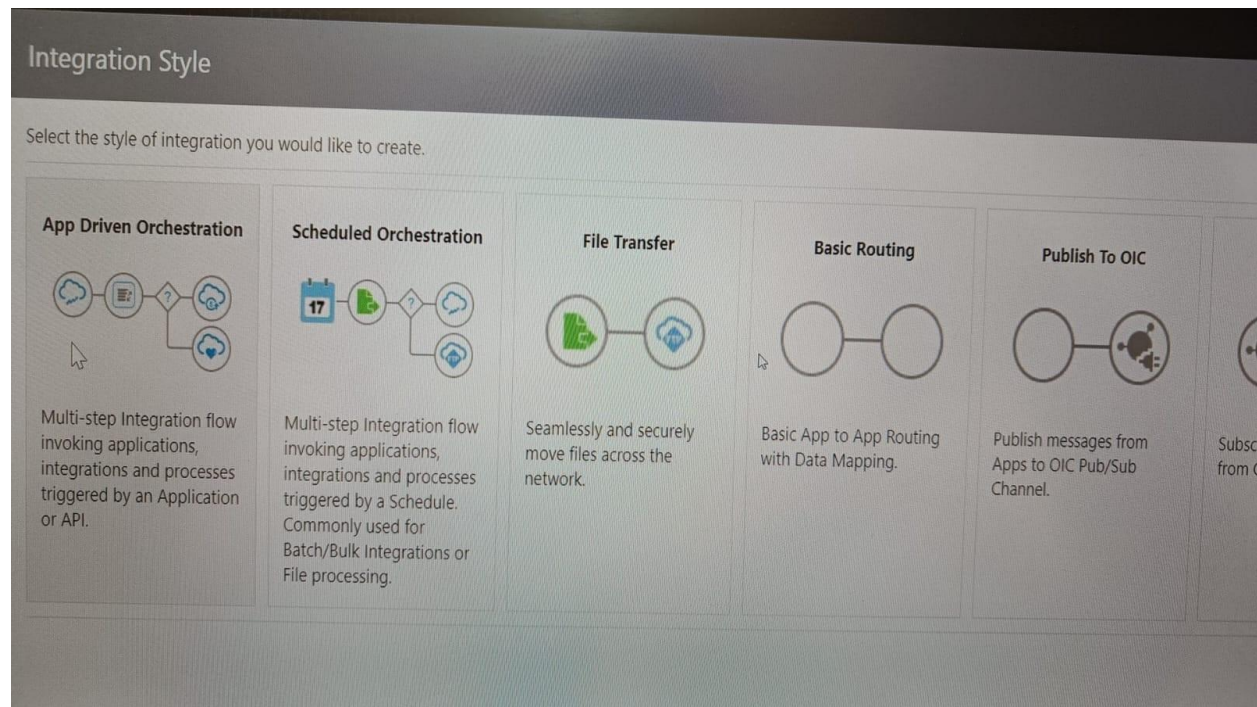 Integration Style
Select the style of integration you would like to create.
App Driven Orchestration
Multi-step Integration flow
invoking applications,
integrations and processes
triggered by an Application
or API.
Scheduled Orchestration
17
Multi-step Integration flow
invoking applications,
integrations and processes
triggered by a Schedule.
Commonly used for
Batch/Bulk Integrations or
File processing.
File Transfer
Seamlessly and securely
move files across the
network.
Basic Routing
Basic App to App Routing
with Data Mapping.
Publish To OIC
Publish messages from
Apps to OIC Pub/Sub
Channel.
Subsc
from